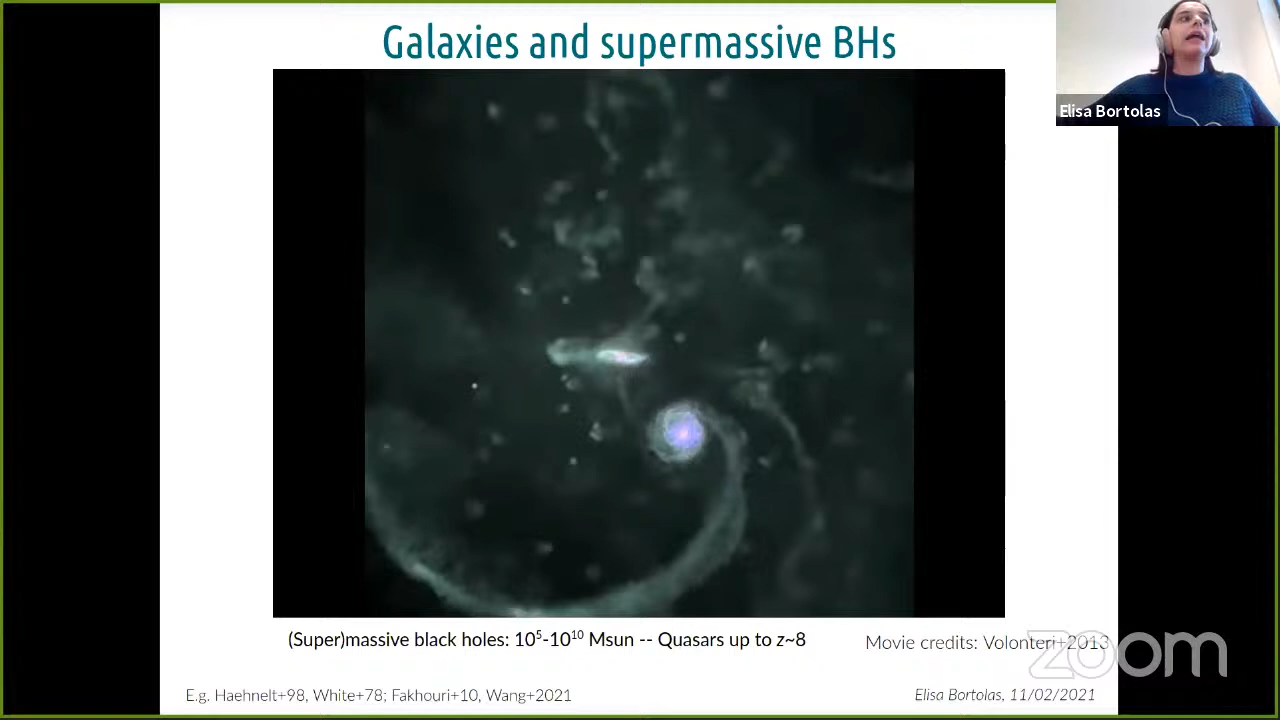 Galaxies and supermassive BHs
Elisa Bortolas
(Super)massive black holes: 10⁵-10¹⁰ Msun -- Quasars up to z~8
Movie credits: Volonteri+2013
zoom
E.g. Haehnelt+98, White+78; Fakhouri+10, Wang+2021
Elisa Bortolas, 11/02/2021